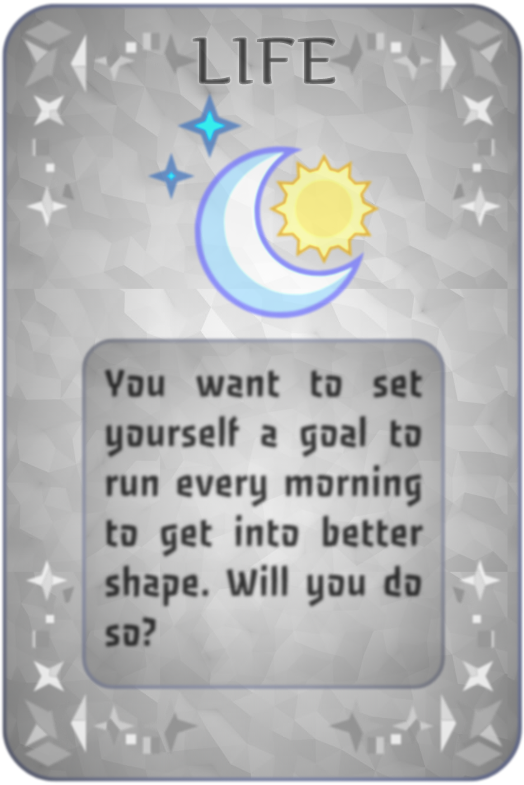 LIFE
You want to set
yourself a goal to
run every morning
to get into better
shape. Will you do
so?